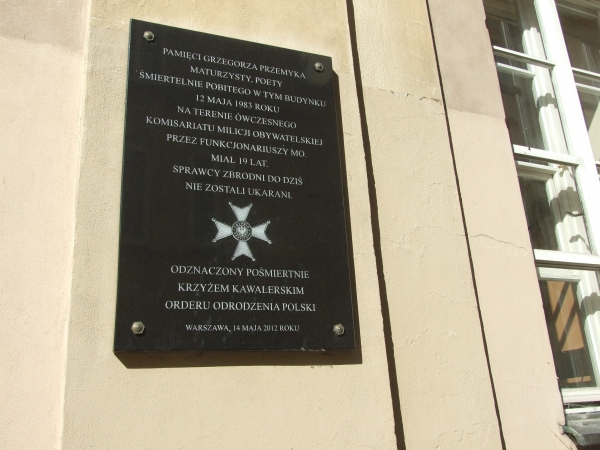 PAMIĘCI GRZEGORZA PRZEMYKA
MATURZYSTY, POETY
ŚMIERTELNIE POBITEGO W TYM BUDYNKU
12 MAJA 1983 ROKU
NA TERENIE ÓWCZESNEGO
KOMISARIATU MILICJI OBYWATELSKIEJ
PRZEZ FUNKCJONARIUSZY MO.
MIAŁ 19 LAT.
SPRAWCY ZBRODNI DO DZIŚ
NIE ZOSTALI UKARANI.
ODZNACZONY POŚMIERTNIE
KRZYŻEM KAWALERSKIM
ORDERU ODRODZENIA POLSKI
WARSZAWA, 14 MAJA 2012 ROKU